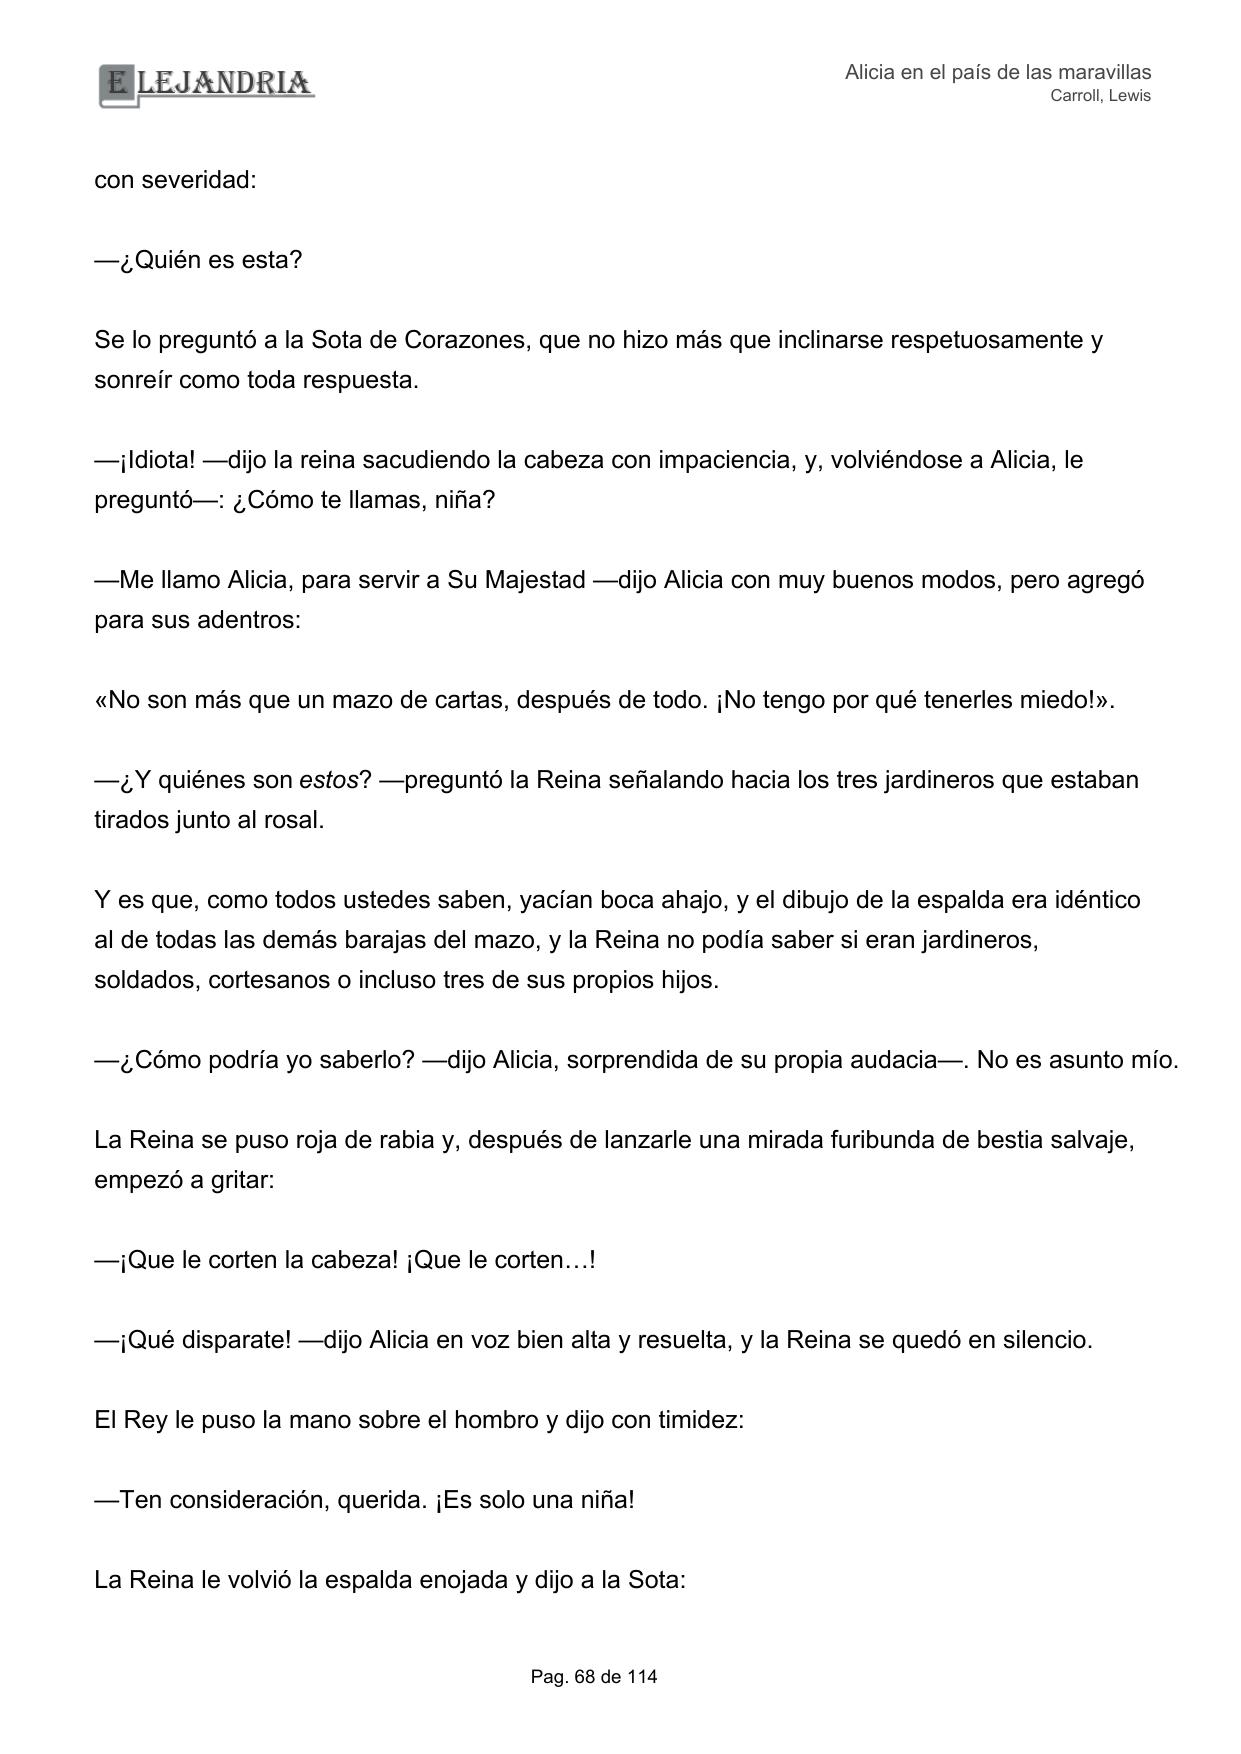 ELEJANDRIA
Alicia en el país de las maravillas
Carroll, Lewis
con severidad:
—¿Quién es esta?
Se lo preguntó a la Sota de Corazones, que no hizo más que inclinarse respetuosamente y
sonreír como toda respuesta.
—¡Idiota! —dijo la reina sacudiendo la cabeza con impaciencia, y, volviéndose a Alicia, le
preguntó—: ¿Cómo te llamas, niña?
—Me llamo Alicia, para servir a Su Majestad —dijo Alicia con muy buenos modos, pero agregó
para sus adentros:
«No son más que un mazo de cartas, después de todo. ¡No tengo por qué tenerles miedo!».
—¿Y quiénes son estos? —preguntó la Reina señalando hacia los tres jardineros que estaban
tirados junto al rosal.
Y es que, como todos ustedes saben, yacían boca ahajo, y el dibujo de la espalda era idéntico
al de todas las demás barajas del mazo, y la Reina no podía saber si eran jardineros,
soldados, cortesanos o incluso tres de sus propios hijos.
—¿Cómo podría yo saberlo? —dijo Alicia, sorprendida de su propia audacia—. No es asunto mío.
La Reina se puso roja de rabia y, después de lanzarle una mirada furibunda de bestia salvaje,
empezó a gritar:
—¡Que le corten la cabeza! ¡Que le corten…!
—¡Qué disparate! —dijo Alicia en voz bien alta y resuelta, y la Reina se quedó en silencio.
El Rey le puso la mano sobre el hombro y dijo con timidez:
—Ten consideración, querida. ¡Es solo una niña!
La Reina le volvió la espalda enojada y dijo a la Sota:
Pag. 68 de 114